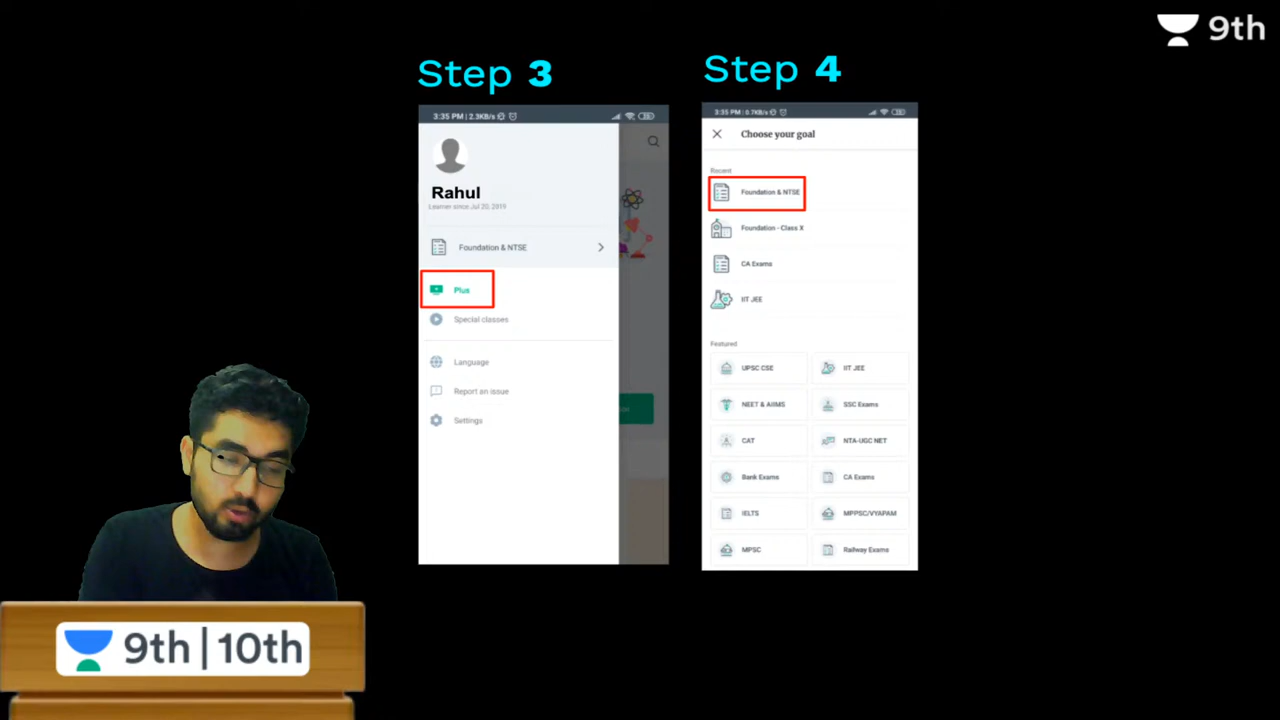 9th
Step 3
Step 4
3:35 PM | 2.3KB/s
Rahul
Learner since Jul 20, 2019
Foundation & NTSE
Plus
Special classes
Language
Report an issue
Settings
3:35 PM | 0.7KB/s
Choose your goal
Recent
Foundation & NTSE
Foundation - Class X
CA Exams
IIT JEE
Featured
UPSC CSE
IIT JEE
NEET & AIIMS
SSC Exams
CAT
NTA-UGC NET
Bank Exams
CA Exams
IELTS
MPPSC/VYAPAM
MPSC
Railway Exams
9th | 10th